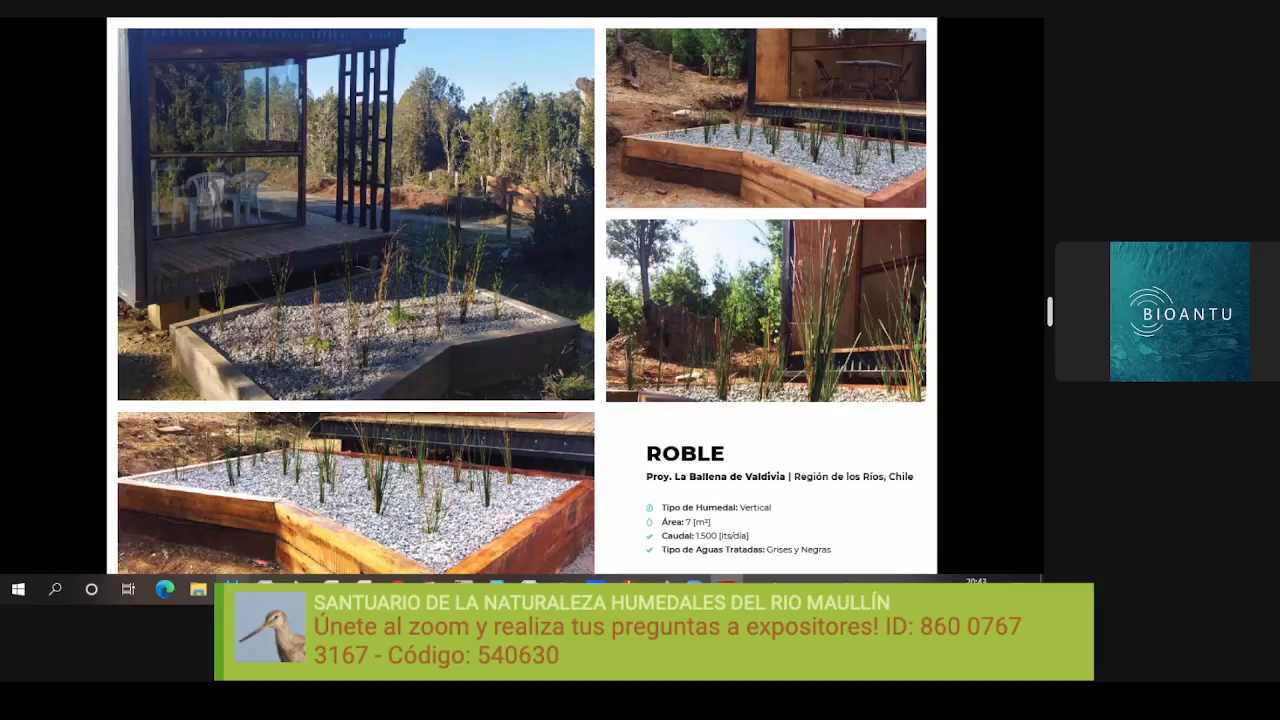 ROBLE
Proy. La Ballena de Valdivia | Región de los Ríos, Chile
Tipo de Humedal: Vertical
Área: 7 [m²]
Caudal: 1.500 [lts/día]
Tipo de Aguas Tratadas: Grises y Negras
BIOANTU
20:43
SANTUARIO DE LA NATURALEZA HUMEDALES DEL RIO MAULLÍN
Únete al zoom y realiza tus preguntas a expositores! ID: 860 0767
3167 - Código: 540630